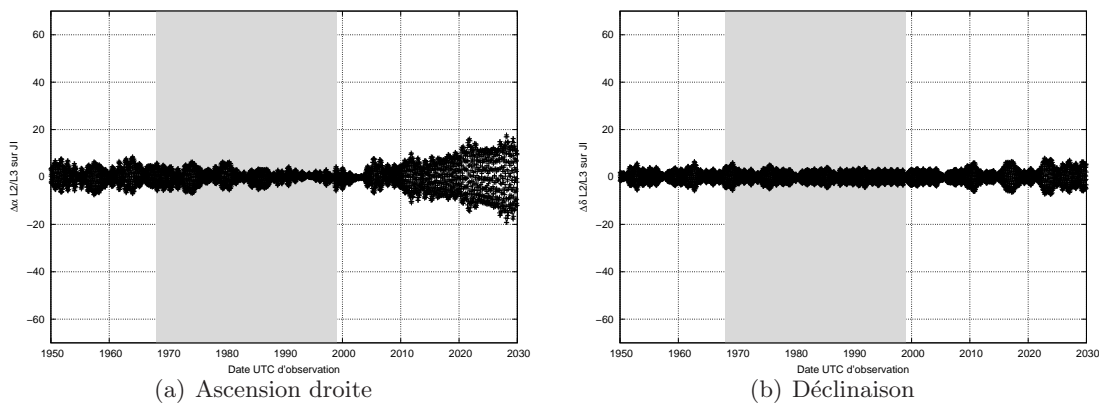 60
40
20
0
−20
−40
−60
Δα L2/L3 sur JI
1950 1960 1970 1980 1990 2000 2010 2020 2030
Date UTC d'observation
(a) Ascension droite
60
40
20
0
−20
−40
−60
Δδ L2/L3 sur JI
1950 1960 1970 1980 1990 2000 2010 2020 2030
Date UTC d'observation
(b) Déclinaison